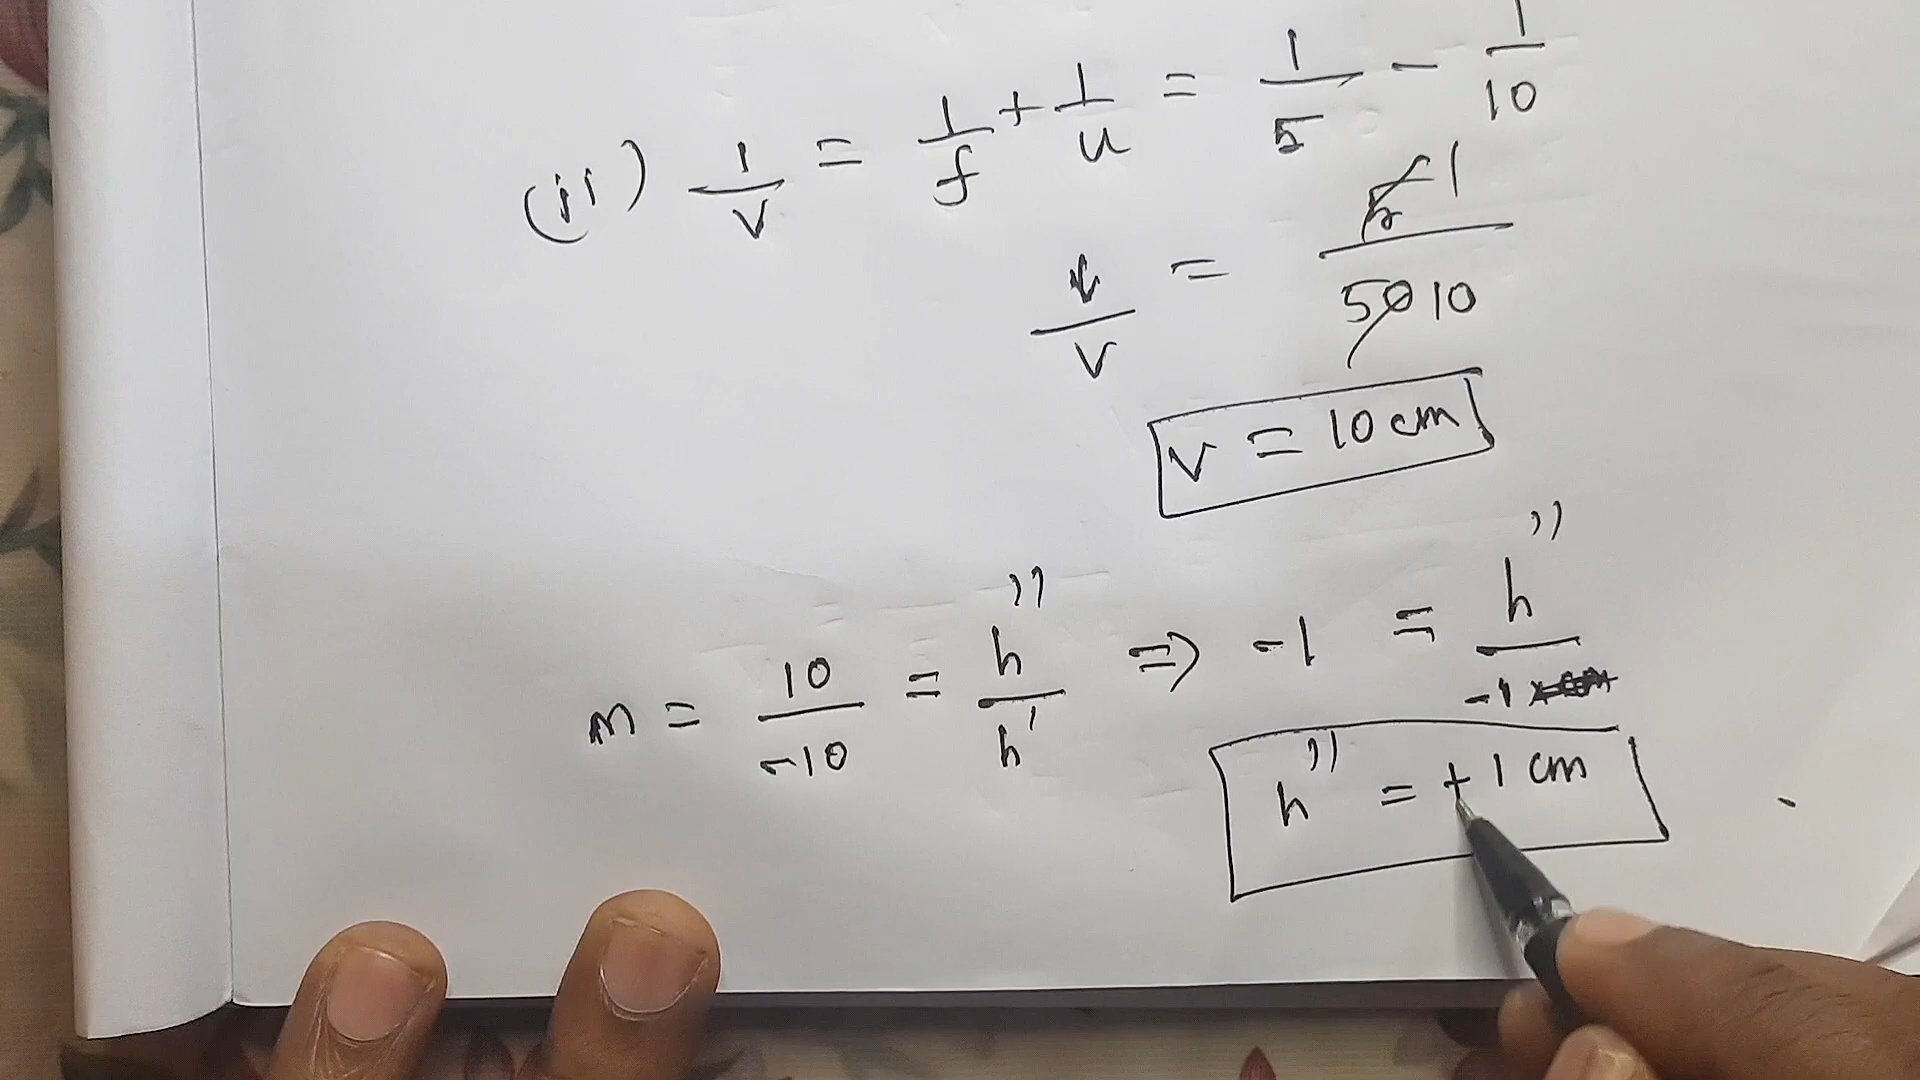 (ii) 1/v = 1/f + 1/u = 1/5 - 1/10
1/v = 1/10
v = 10 cm
m = 10/-10 = h''/h' => -1 = h''/-1
h'' = +1 cm